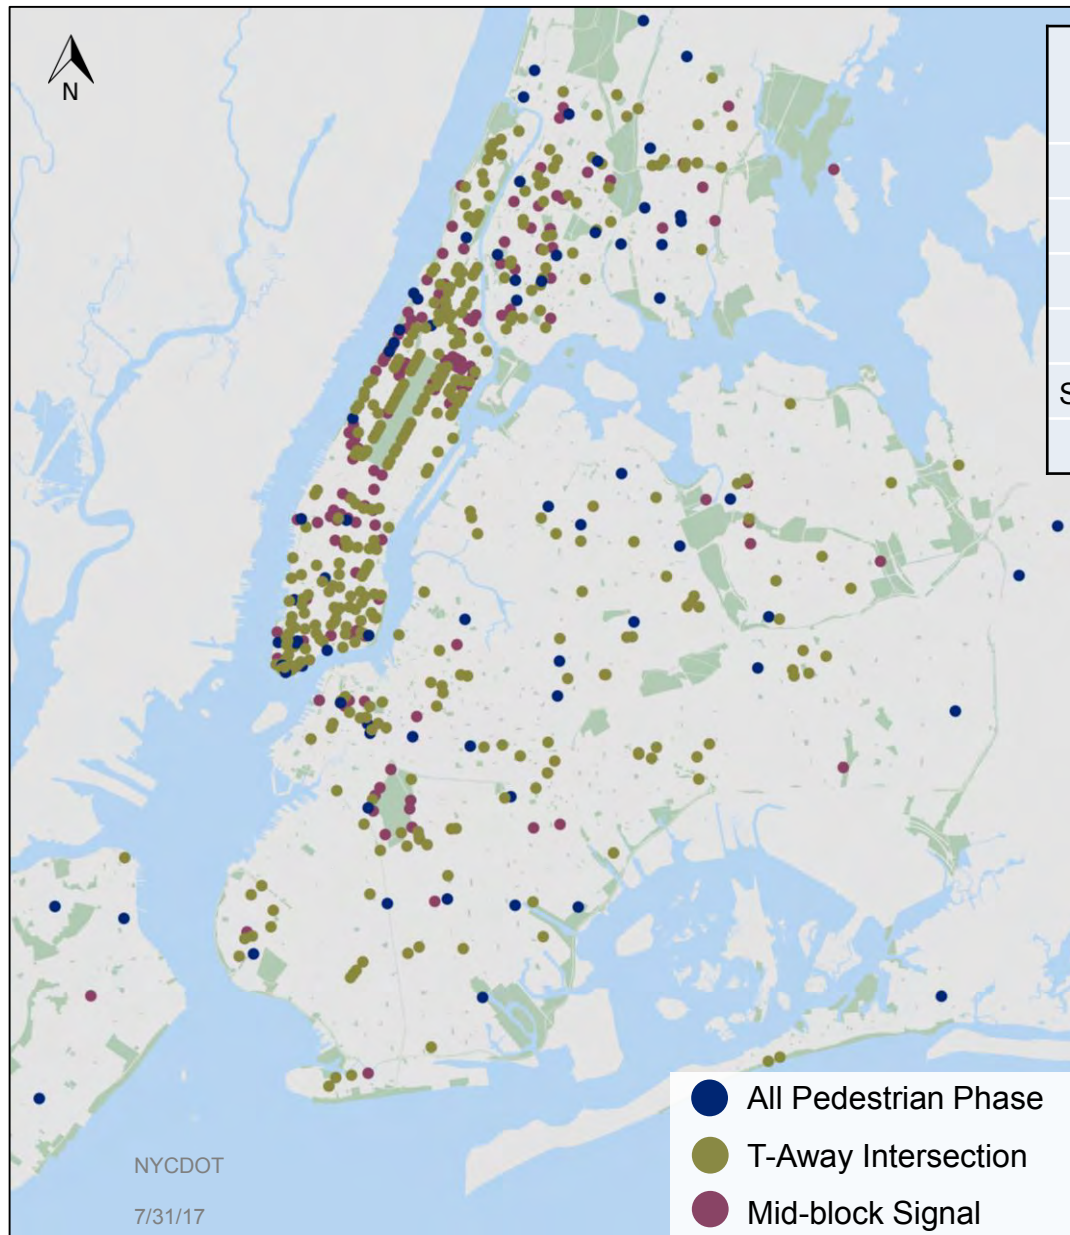 N
S
All Pedestrian Phase
T-Away Intersection
Mid-block Signal
NYCDOT
7/31/17